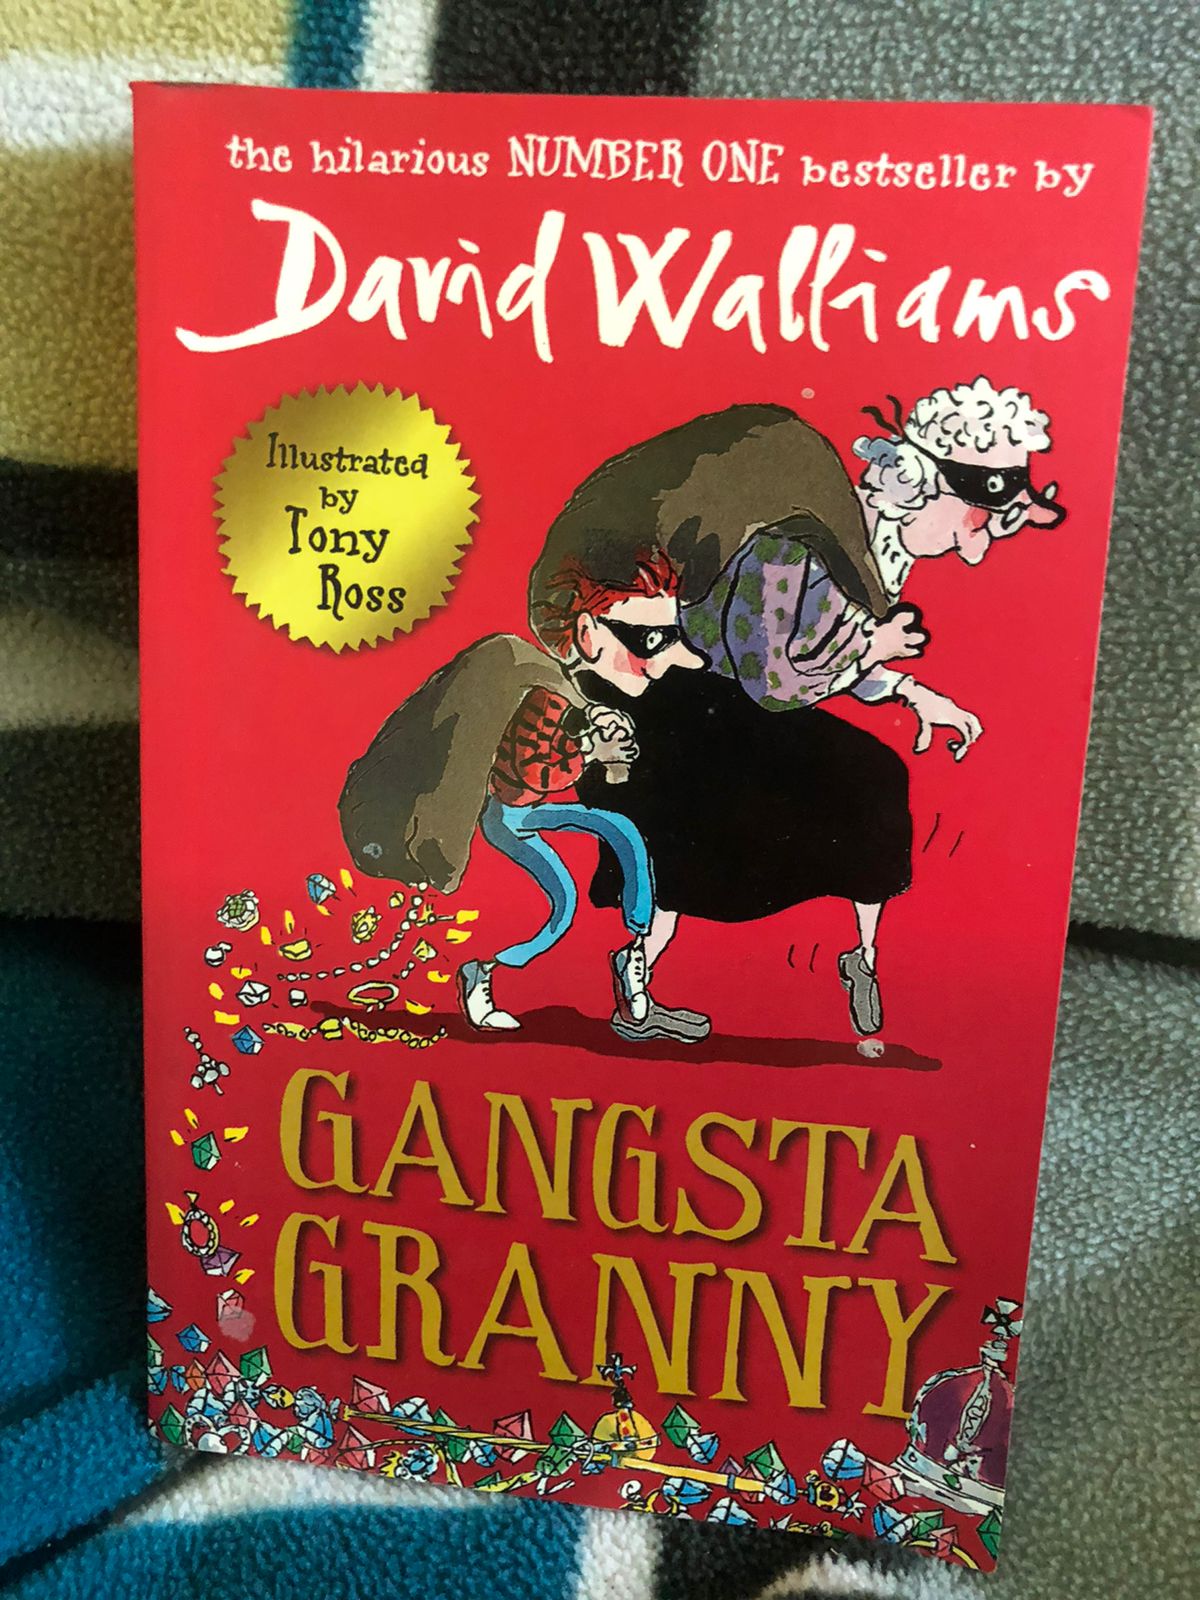 the hilarious NUMBER ONE bestseller by
David Walliams
Illustrated
by
Tony
Ross
GANGSTA
GRANNY